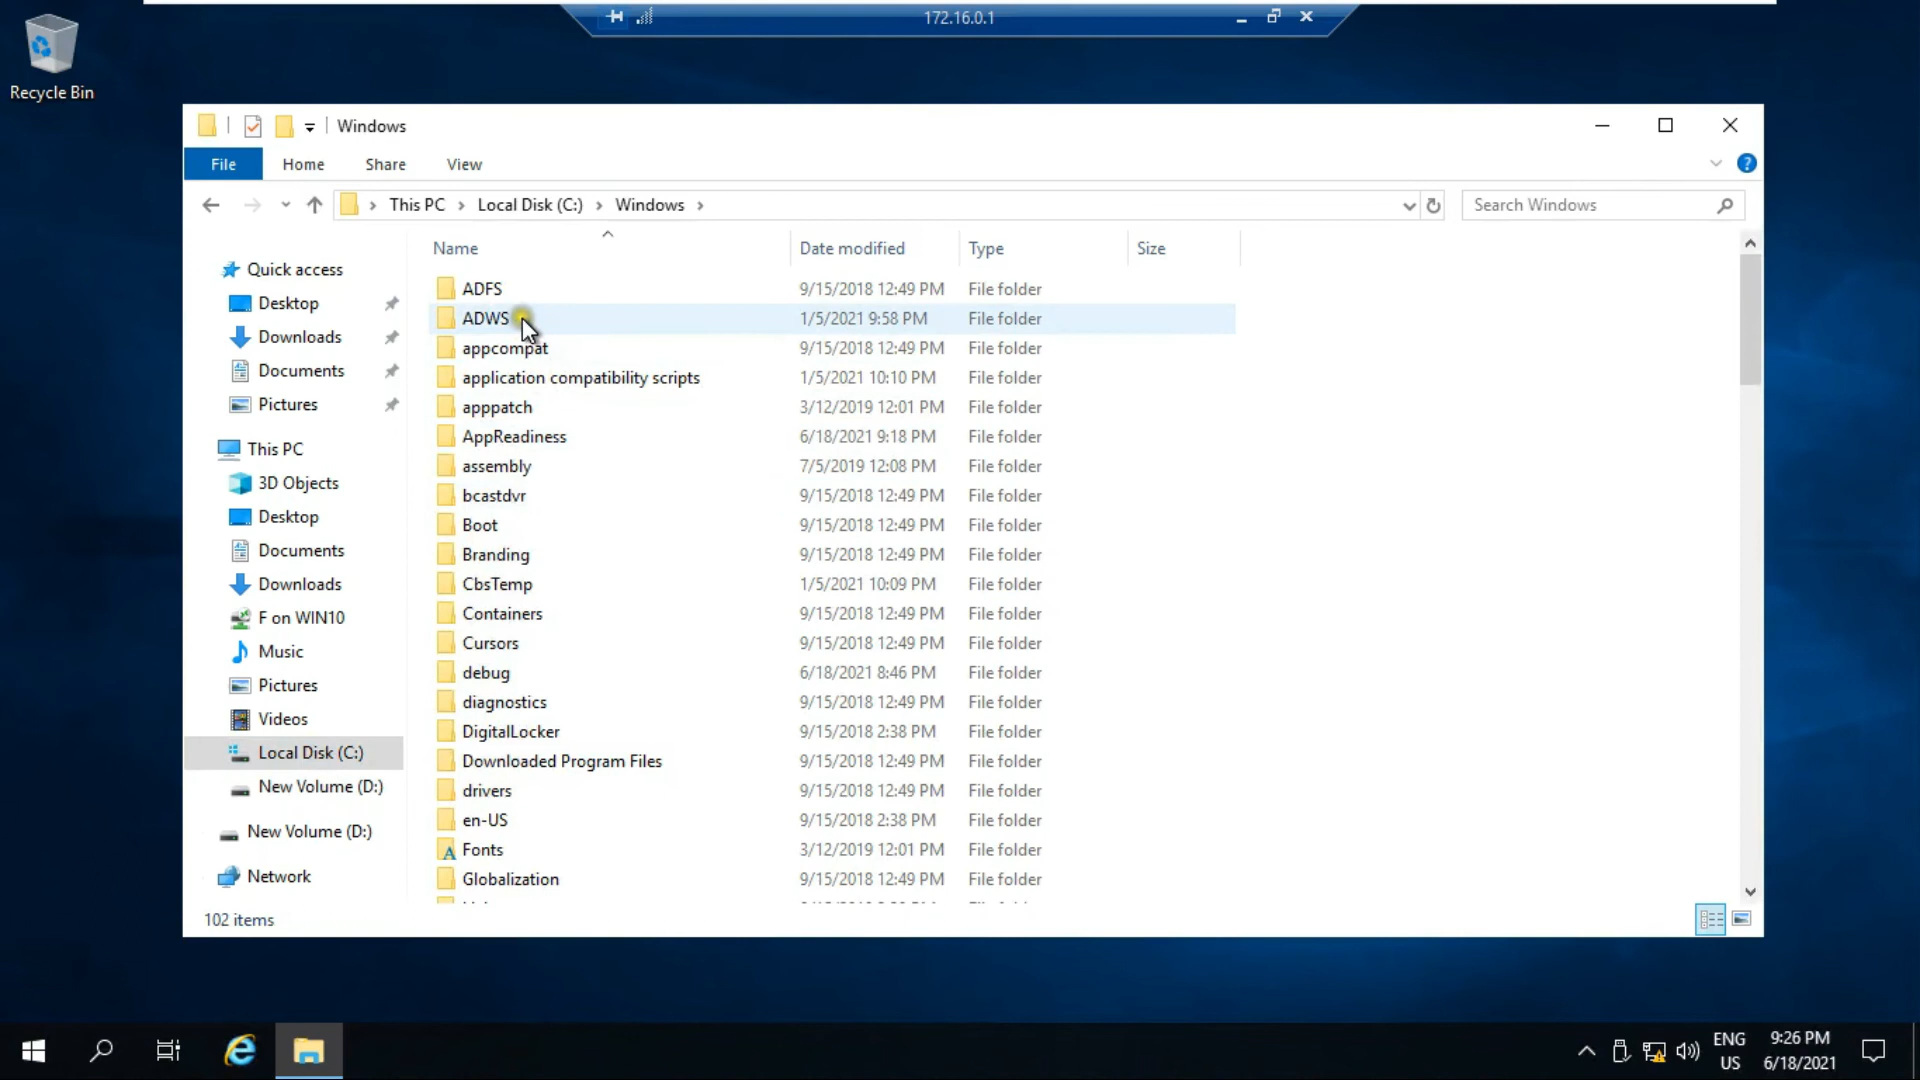 172.16.0.1
Recycle Bin
Windows
File Home Share View
This PC Local Disk (C:) Windows
Search Windows
Name Date modified Type Size
Quick access
Desktop
Downloads
Documents
Pictures
This PC
3D Objects
Desktop
Documents
Downloads
F on WIN10
Music
Pictures
Videos
Local Disk (C:)
New Volume (D:)
New Volume (D:)
Network
ADFS 9/15/2018 12:49 PM File folder
ADWS 1/5/2021 9:58 PM File folder
appcompat 9/15/2018 12:49 PM File folder
application compatibility scripts 1/5/2021 10:10 PM File folder
apppatch 3/12/2019 12:01 PM File folder
AppReadiness 6/18/2021 9:18 PM File folder
assembly 7/5/2019 12:08 PM File folder
bcastdvr 9/15/2018 12:49 PM File folder
Boot 9/15/2018 12:49 PM File folder
Branding 9/15/2018 12:49 PM File folder
CbsTemp 1/5/2021 10:09 PM File folder
Containers 9/15/2018 12:49 PM File folder
Cursors 9/15/2018 12:49 PM File folder
debug 6/18/2021 8:46 PM File folder
diagnostics 9/15/2018 12:49 PM File folder
DigitalLocker 9/15/2018 2:38 PM File folder
Downloaded Program Files 9/15/2018 12:49 PM File folder
drivers 9/15/2018 12:49 PM File folder
en-US 9/15/2018 2:38 PM File folder
Fonts 3/12/2019 12:01 PM File folder
Globalization 9/15/2018 12:49 PM File folder
102 items
ENG
US
9:26 PM
6/18/2021